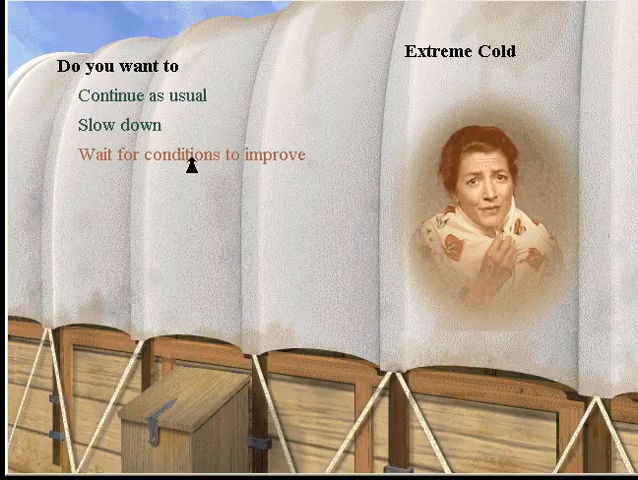 Do you want to
Continue as usual
Slow down
Wait for conditions to improve
Extreme Cold